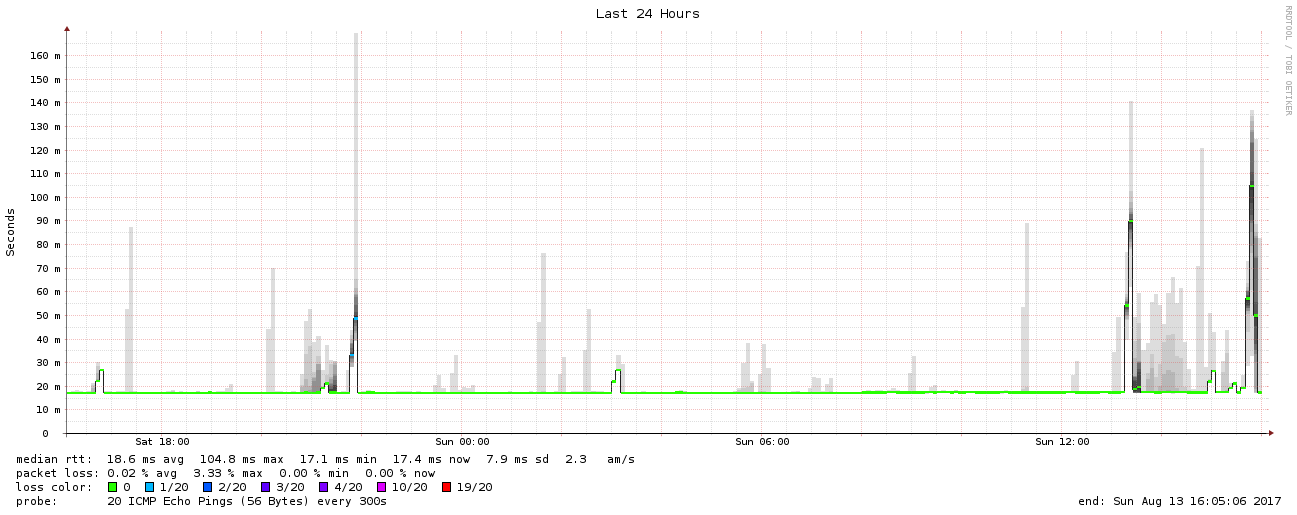 Last 24 Hours
RRDTOOL / TOBI OETIKER
Seconds
160 m
150 m
140 m
130 m
120 m
110 m
100 m
90 m
80 m
70 m
60 m
50 m
40 m
30 m
20 m
10 m
0
Sat 18:00 Sun 00:00 Sun 06:00 Sun 12:00
median rtt: 18.6 ms avg 104.8 ms max 17.1 ms min 17.4 ms now 7.9 ms sd 2.3 am/s
packet loss: 0.02 % avg 3.33 % max 0.00 % min 0.00 % now
loss color: 0 1/20 2/20 3/20 4/20 10/20 19/20
probe: 20 ICMP Echo Pings (56 Bytes) every 300s end: Sun Aug 13 16:05:06 2017